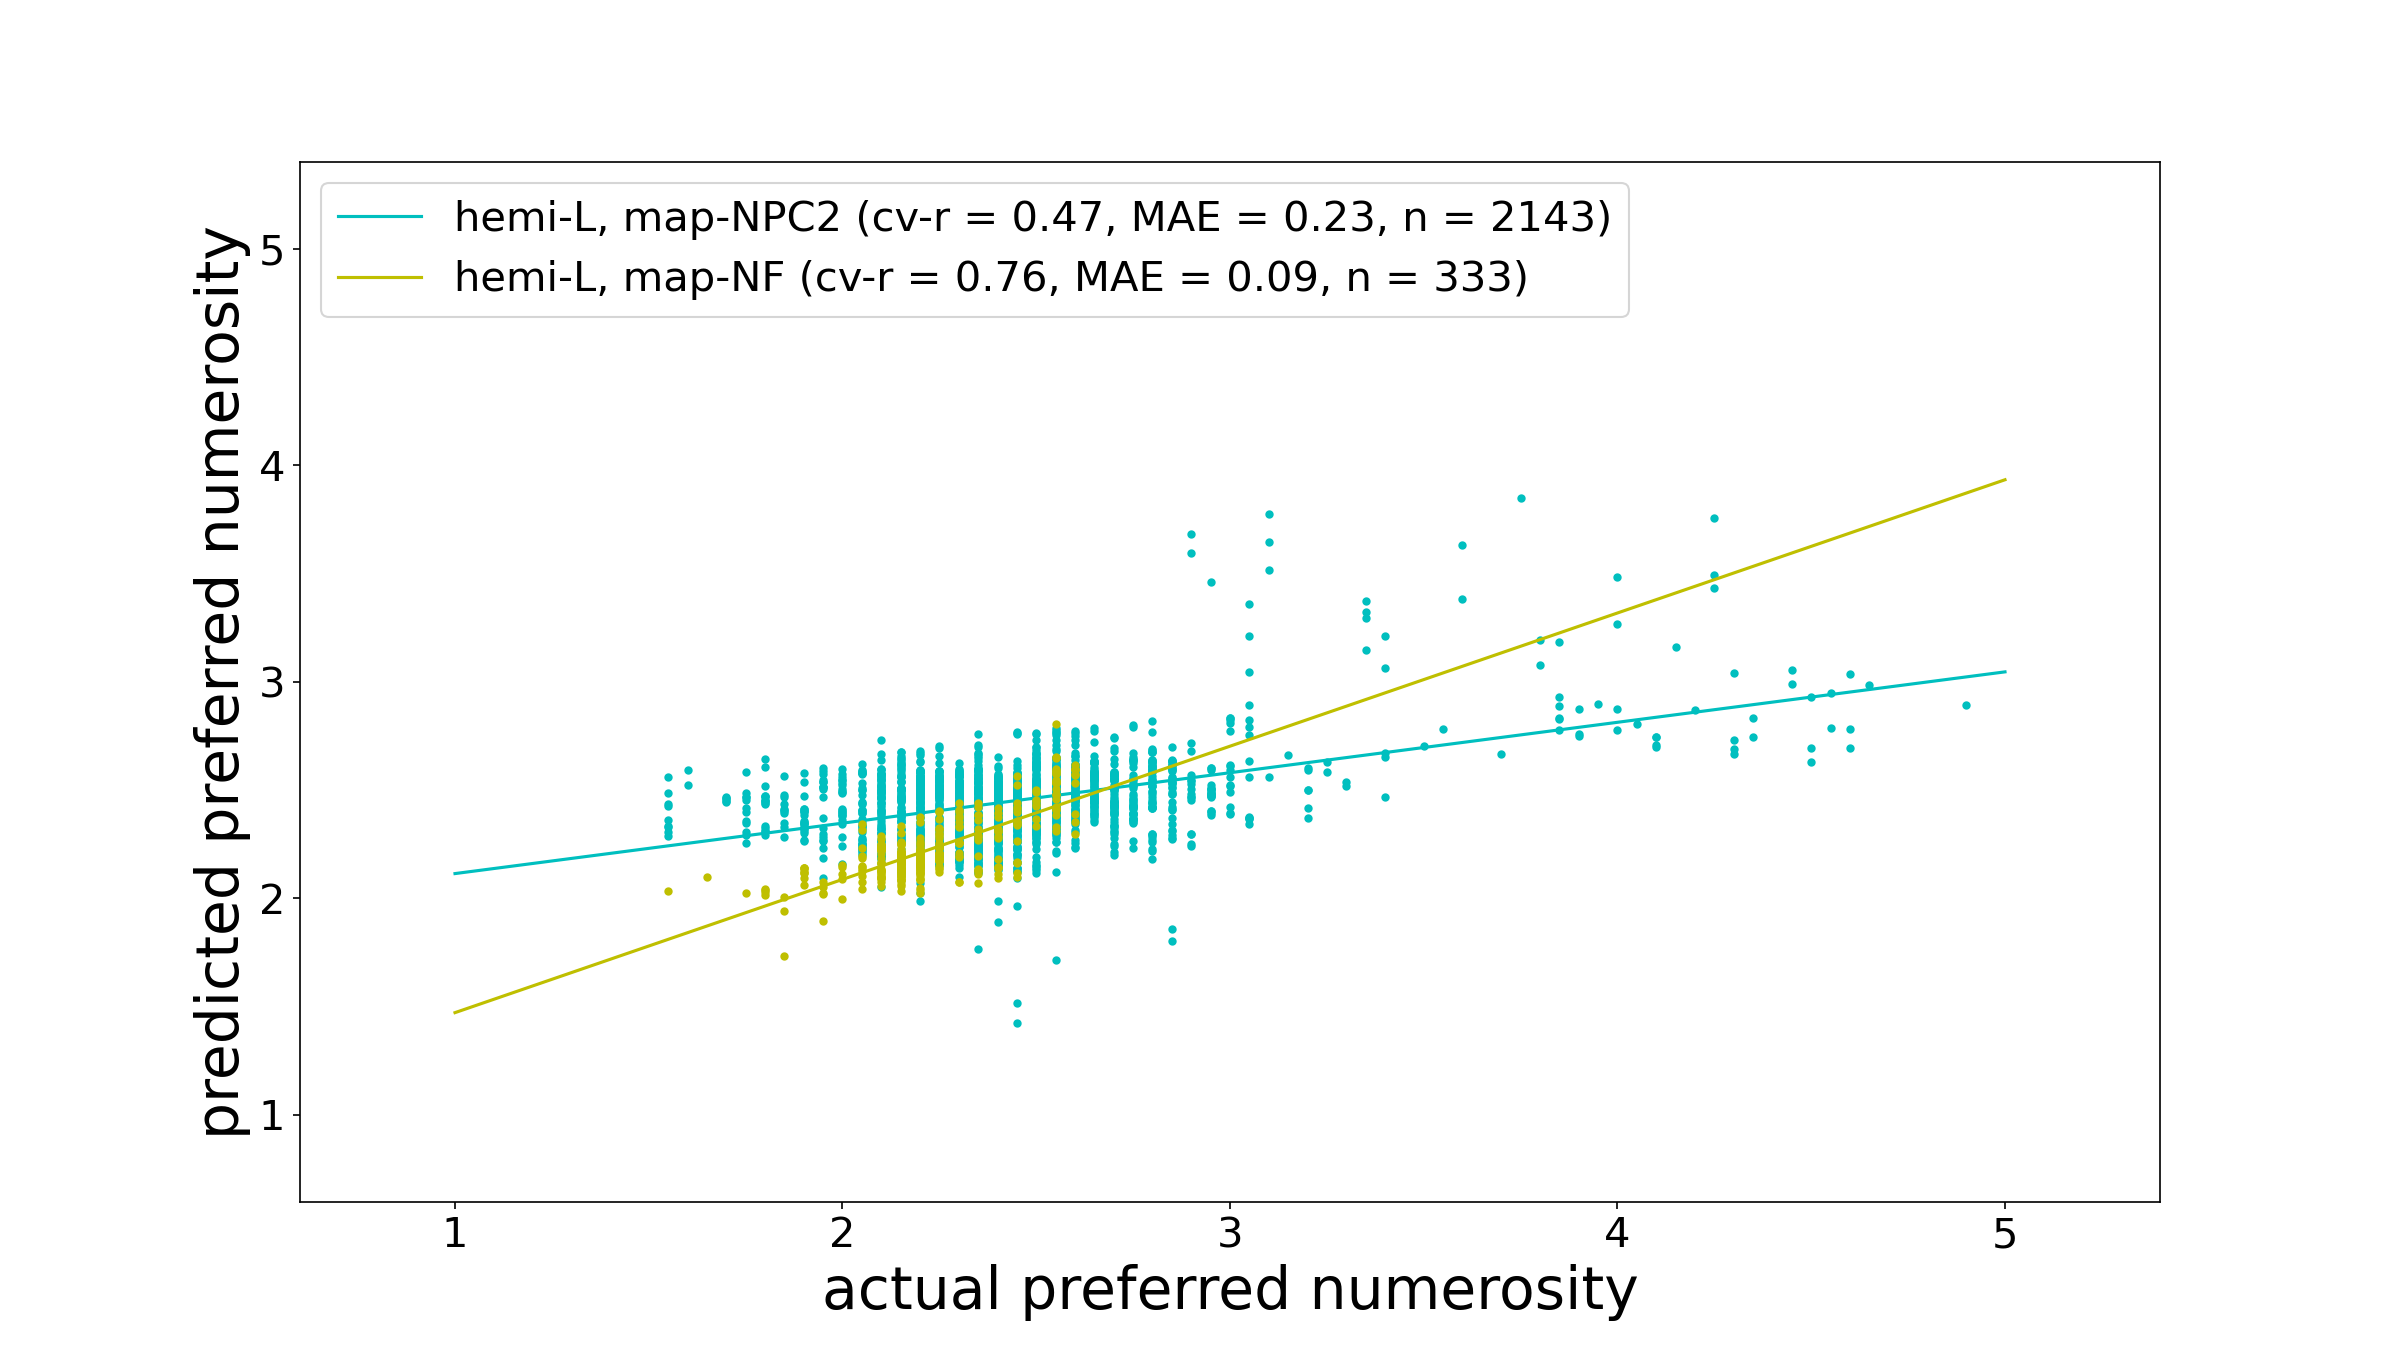 hemi-L, map-NPC2 (cv-r = 0.47, MAE = 0.23, n = 2143)
hemi-L, map-NF (cv-r = 0.76, MAE = 0.09, n = 333)
predicted preferred numerosity
5
4
3
2
1
1 2 3 4 5
actual preferred numerosity